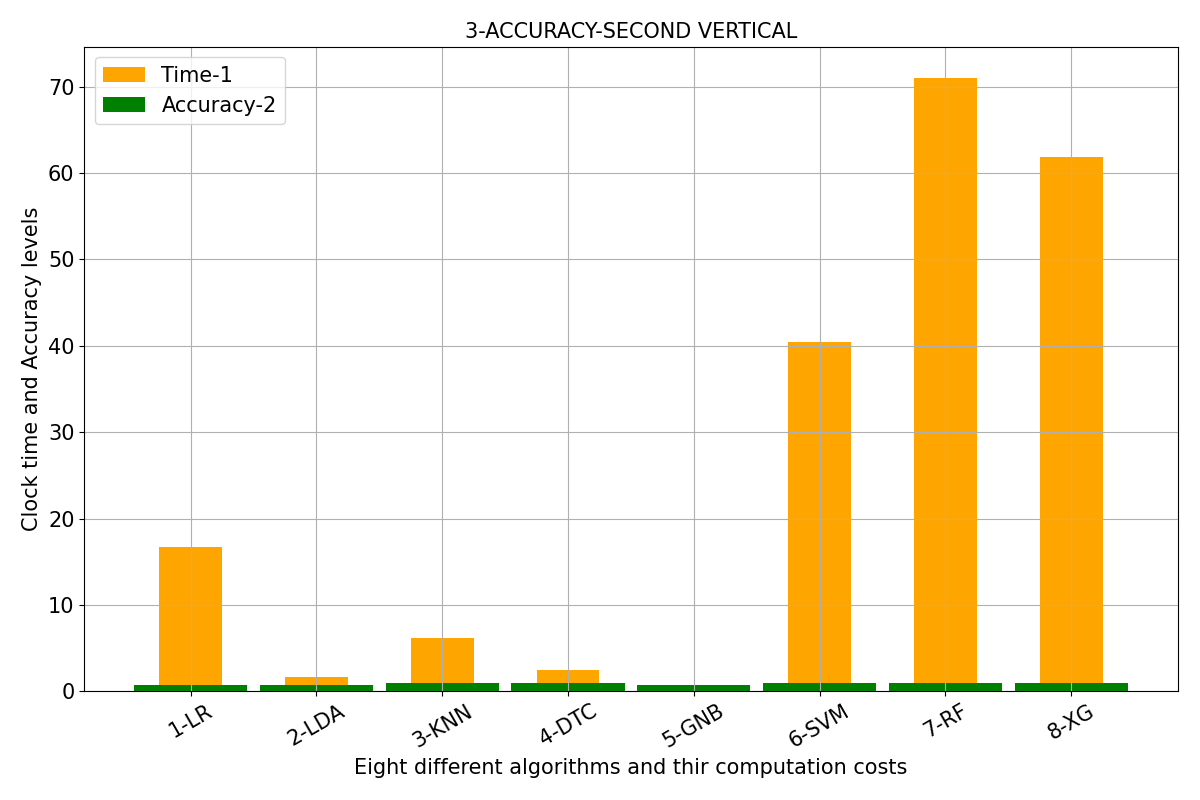 3-ACCURACY-SECOND VERTICAL
Time-1
Accuracy-2
Clock time and Accuracy levels
70
60
50
40
30
20
10
0
1-LR
2-LDA
3-KNN
4-DTC
5-GNB
6-SVM
7-RF
8-XG
Eight different algorithms and thir computation costs